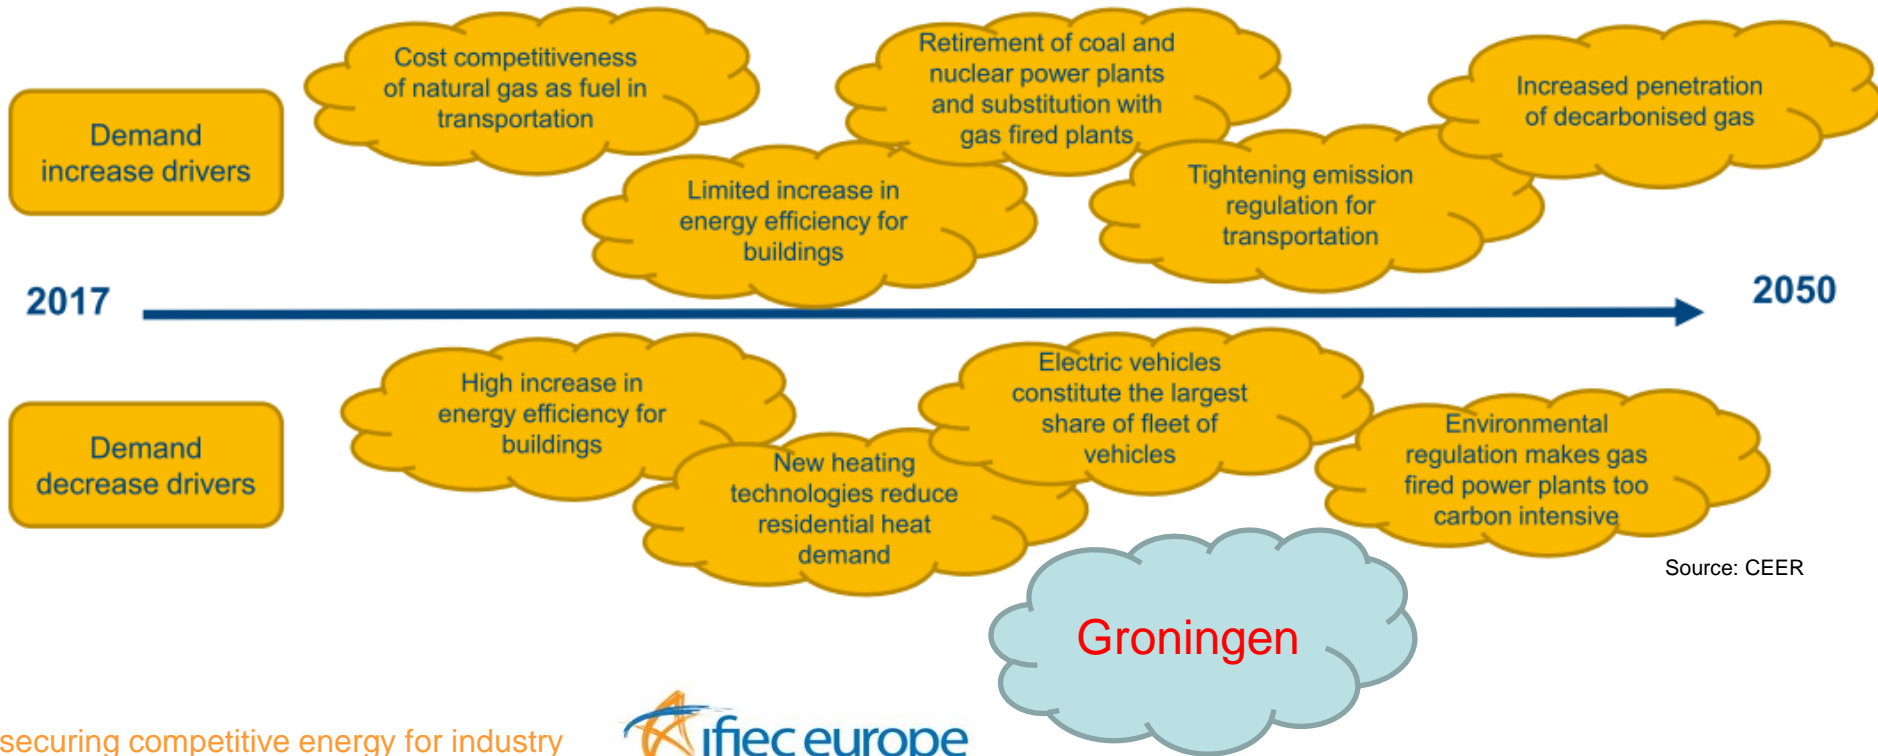 Demand
increase drivers
Cost competitiveness
of natural gas as fuel in
transportation
Limited increase in
energy efficiency for
buildings
Retirement of coal and
nuclear power plants
and substitution with
gas fired plants
Tightening emission
regulation for
transportation
Increased penetration
of decarbonised gas
2017
2050
Demand
decrease drivers
High increase in
energy efficiency for
buildings
New heating
technologies reduce
residential heat
demand
Electric vehicles
constitute the largest
share of fleet of
vehicles
Environmental
regulation makes gas
fired power plants too
carbon intensive
Source: CEER
Groningen
securing competitive energy for industry
ifiec europe